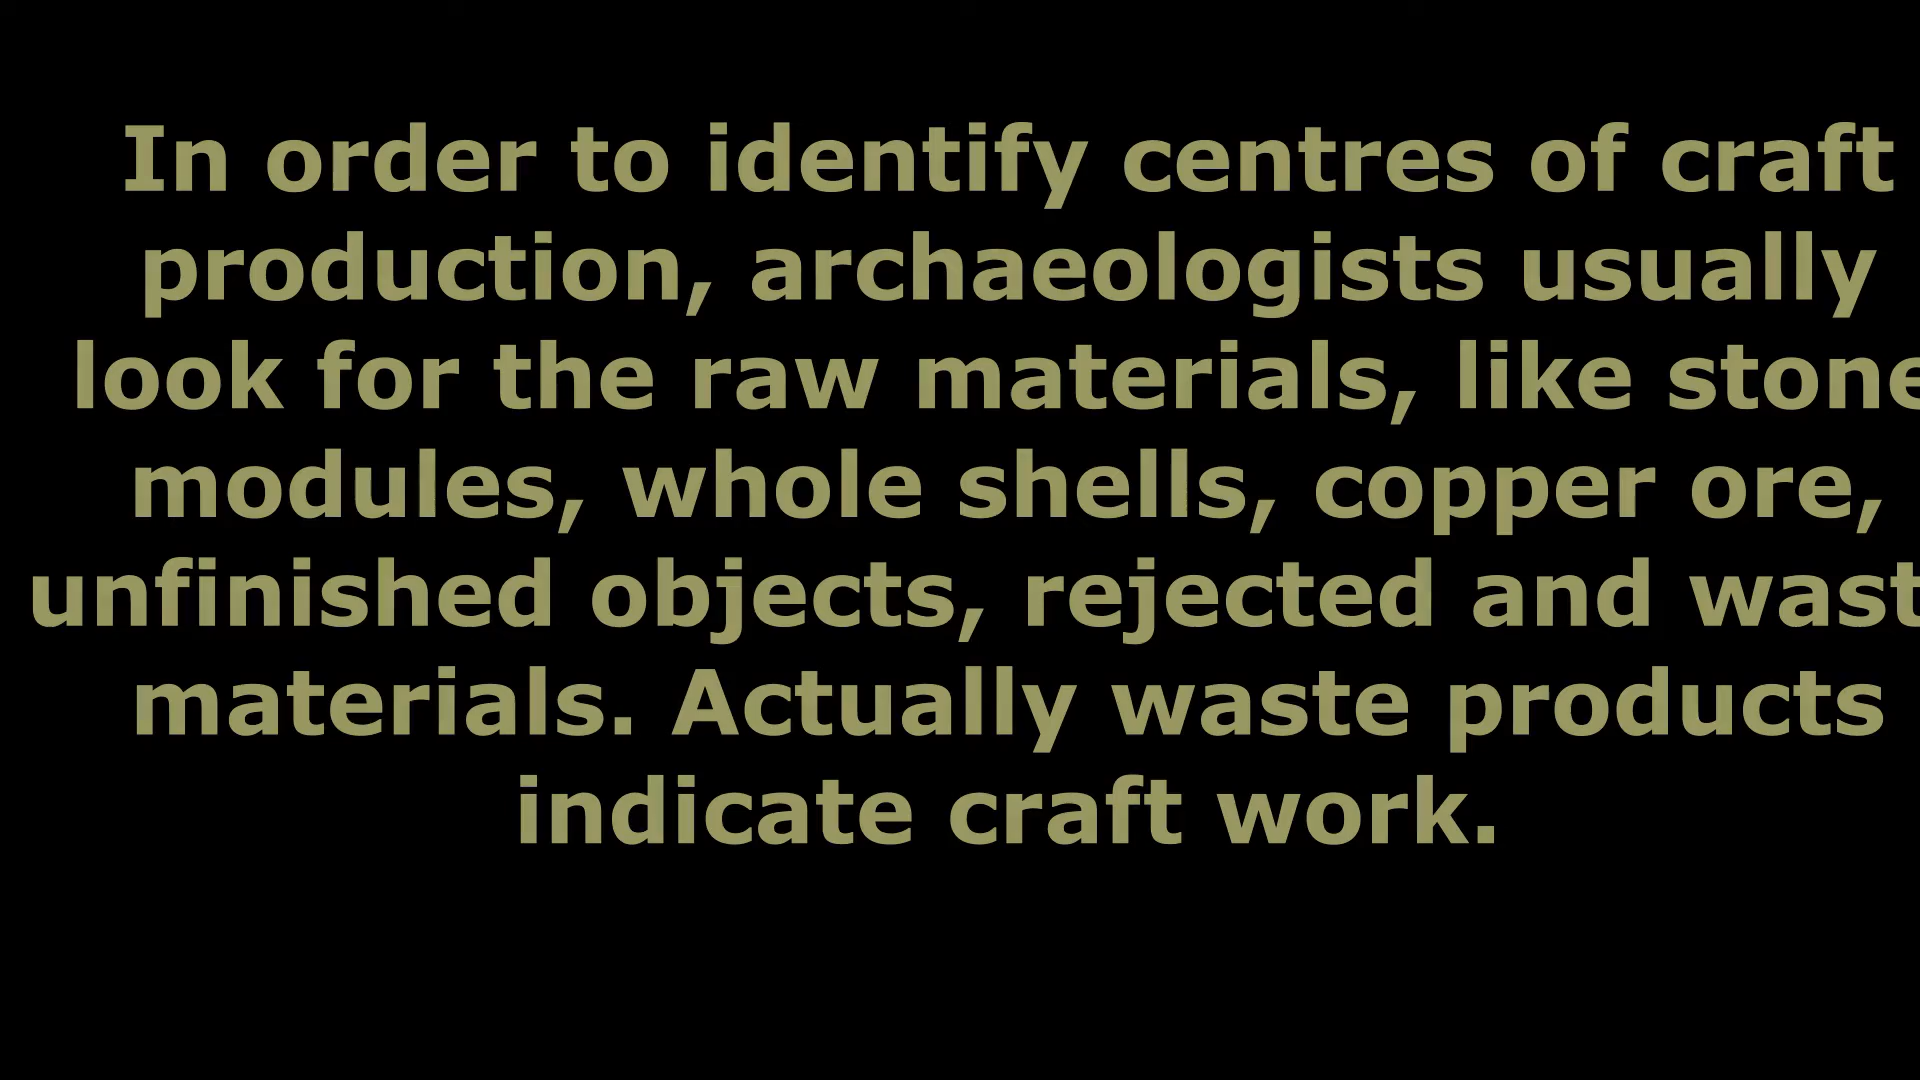 In order to identify centres of craft
production, archaeologists usually
look for the raw materials, like stone
modules, whole shells, copper ore,
unfinished objects, rejected and wast
materials. Actually waste products
indicate craft work.